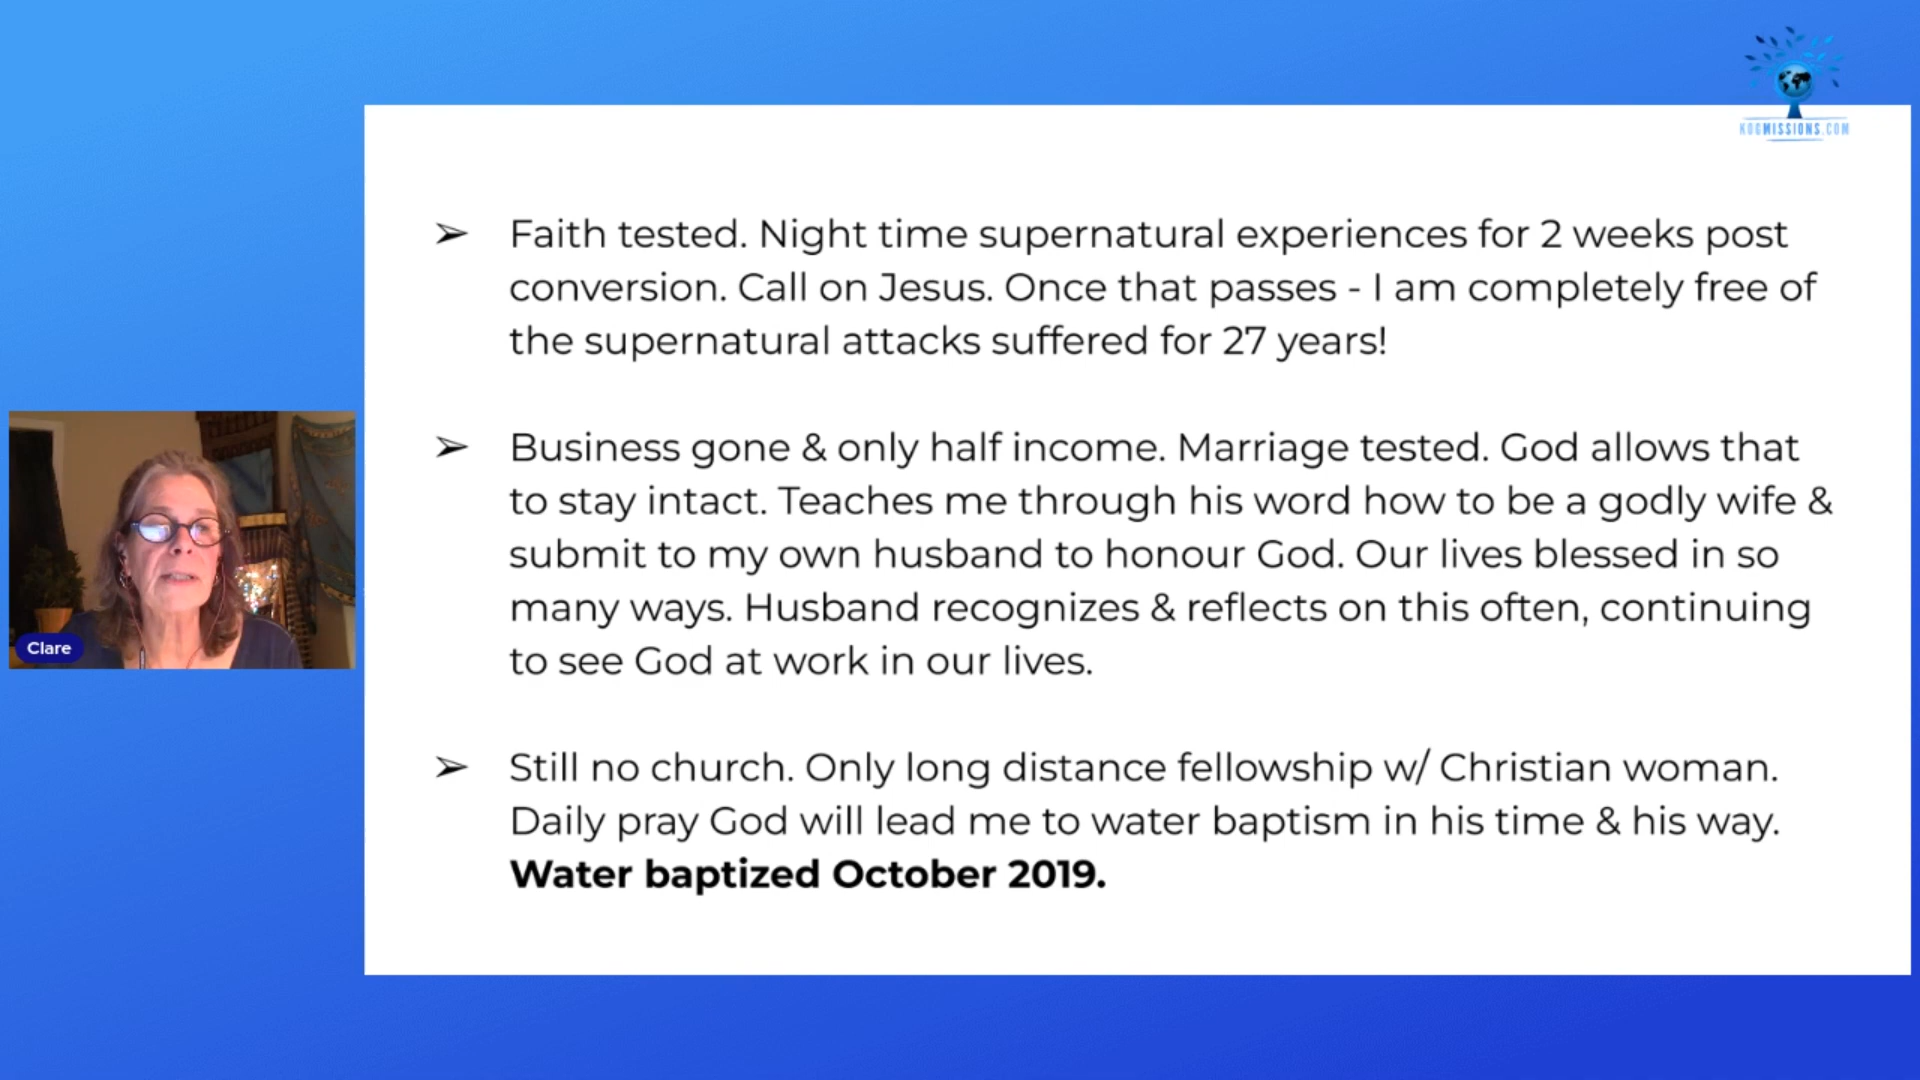 KOGMISSIONS.COM
➢ Faith tested. Night time supernatural experiences for 2 weeks post
conversion. Call on Jesus. Once that passes - I am completely free of
the supernatural attacks suffered for 27 years!
➢ Business gone & only half income. Marriage tested. God allows that
to stay intact. Teaches me through his word how to be a godly wife &
submit to my own husband to honour God. Our lives blessed in so
many ways. Husband recognizes & reflects on this often, continuing
to see God at work in our lives.
➢ Still no church. Only long distance fellowship w/ Christian woman.
Daily pray God will lead me to water baptism in his time & his way.
Water baptized October 2019.
Clare